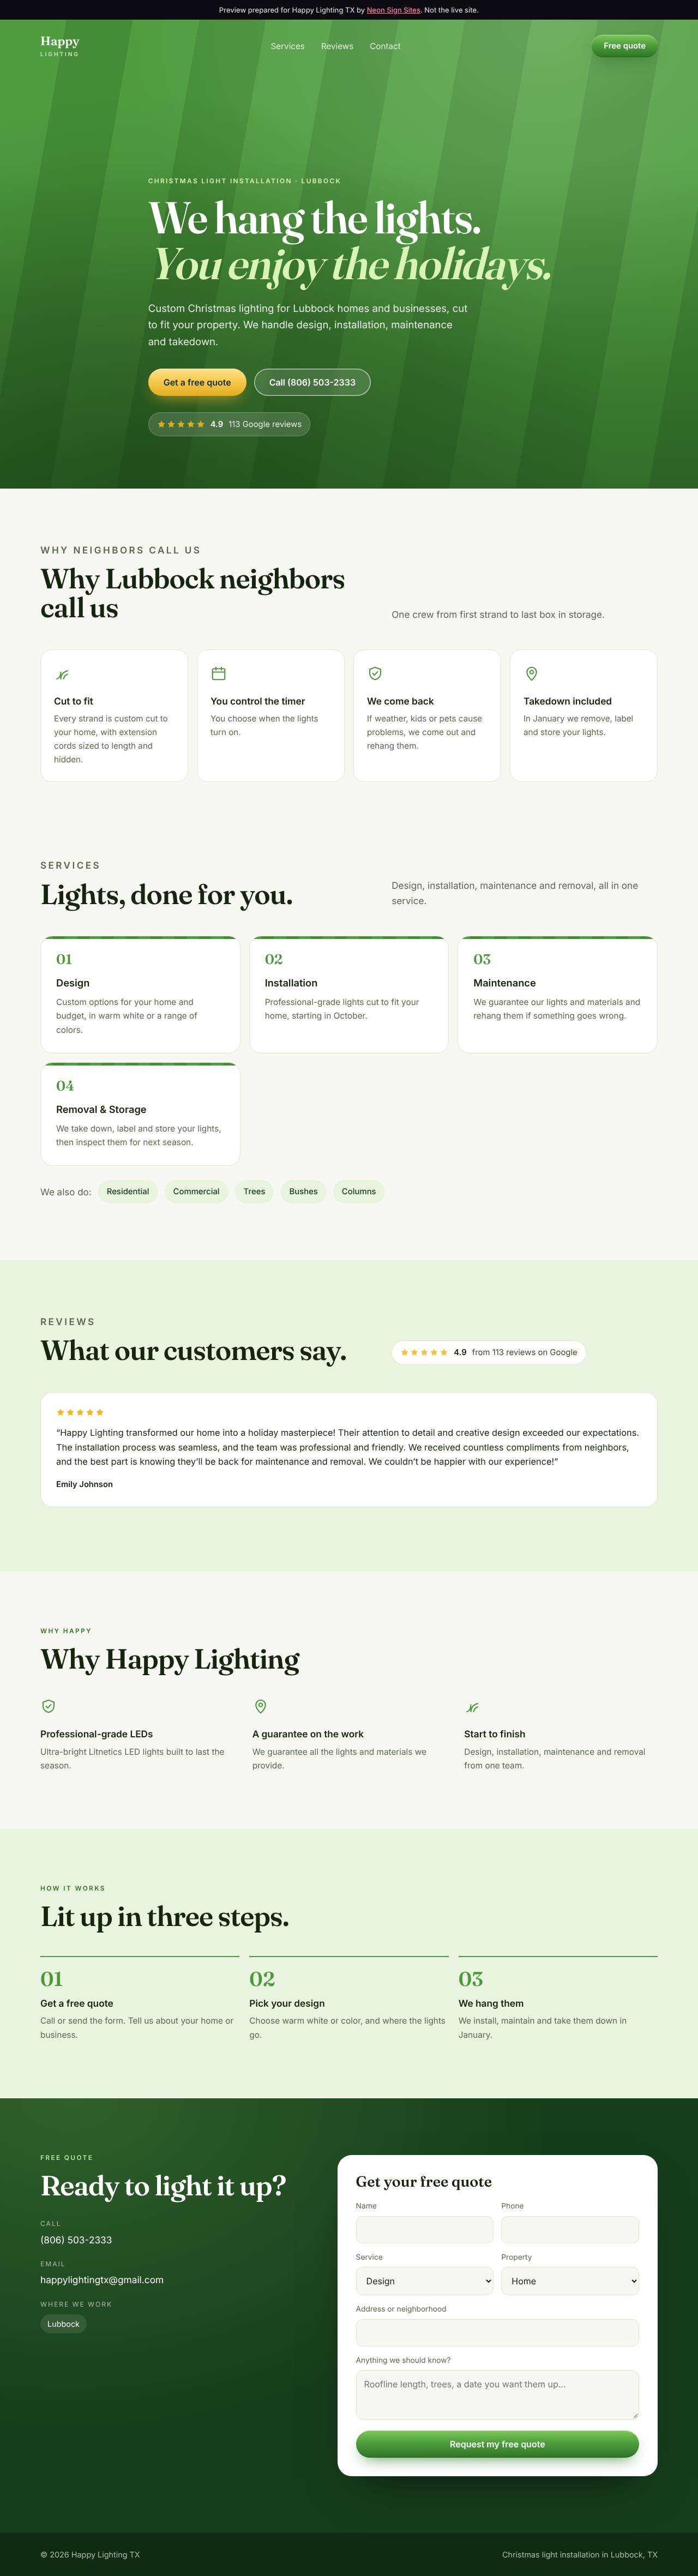 Preview prepared for Happy Lighting TX by Neon Sign Sites. Not the live site.
Happy
LIGHTING
Services
Reviews
Contact
Free quote
CHRISTMAS LIGHT INSTALLATION · LUBBOCK
We hang the lights.
You enjoy the holidays.
Custom Christmas lighting for Lubbock homes and businesses, cut
to fit your property. We handle design, installation, maintenance
and takedown.
Get a free quote
Call (806) 503-2333
4.9 113 Google reviews
WHY NEIGHBORS CALL US
Why Lubbock neighbors
call us
One crew from first strand to last box in storage.
Cut to fit
Every strand is custom cut to
your home, with extension
cords sized to length and
hidden.
You control the timer
You choose when the lights
turn on.
We come back
If weather, kids or pets cause
problems, we come out and
rehang them.
Takedown included
In January we remove, label
and store your lights.
SERVICES
Lights, done for you.
Design, installation, maintenance and removal, all in one
service.
01
Design
Custom options for your home and
budget, in warm white or a range of
colors.
02
Installation
Professional-grade lights cut to fit your
home, starting in October.
03
Maintenance
We guarantee our lights and materials and
rehang them if something goes wrong.
04
Removal & Storage
We take down, label and store your lights,
then inspect them for next season.
We also do:
Residential
Commercial
Trees
Bushes
Columns
REVIEWS
What our customers say.
4.9 from 113 reviews on Google
“Happy Lighting transformed our home into a holiday masterpiece! Their attention to detail and creative design exceeded our expectations.
The installation process was seamless, and the team was professional and friendly. We received countless compliments from neighbors,
and the best part is knowing they’ll be back for maintenance and removal. We couldn’t be happier with our experience!”
Emily Johnson
WHY HAPPY
Why Happy Lighting
Professional-grade LEDs
Ultra-bright Litnetics LED lights built to last the
season.
A guarantee on the work
We guarantee all the lights and materials we
provide.
Start to finish
Design, installation, maintenance and removal
from one team.
HOW IT WORKS
Lit up in three steps.
01
Get a free quote
Call or send the form. Tell us about your home or
business.
02
Pick your design
Choose warm white or color, and where the lights
go.
03
We hang them
We install, maintain and take them down in
January.
FREE QUOTE
Ready to light it up?
CALL
(806) 503-2333
EMAIL
happylightingtx@gmail.com
WHERE WE WORK
Lubbock
Get your free quote
Name
Phone
Service
Property
Design
Home
Address or neighborhood
Anything we should know?
Roofline length, trees, a date you want them up...
Request my free quote
© 2026 Happy Lighting TX
Christmas light installation in Lubbock, TX